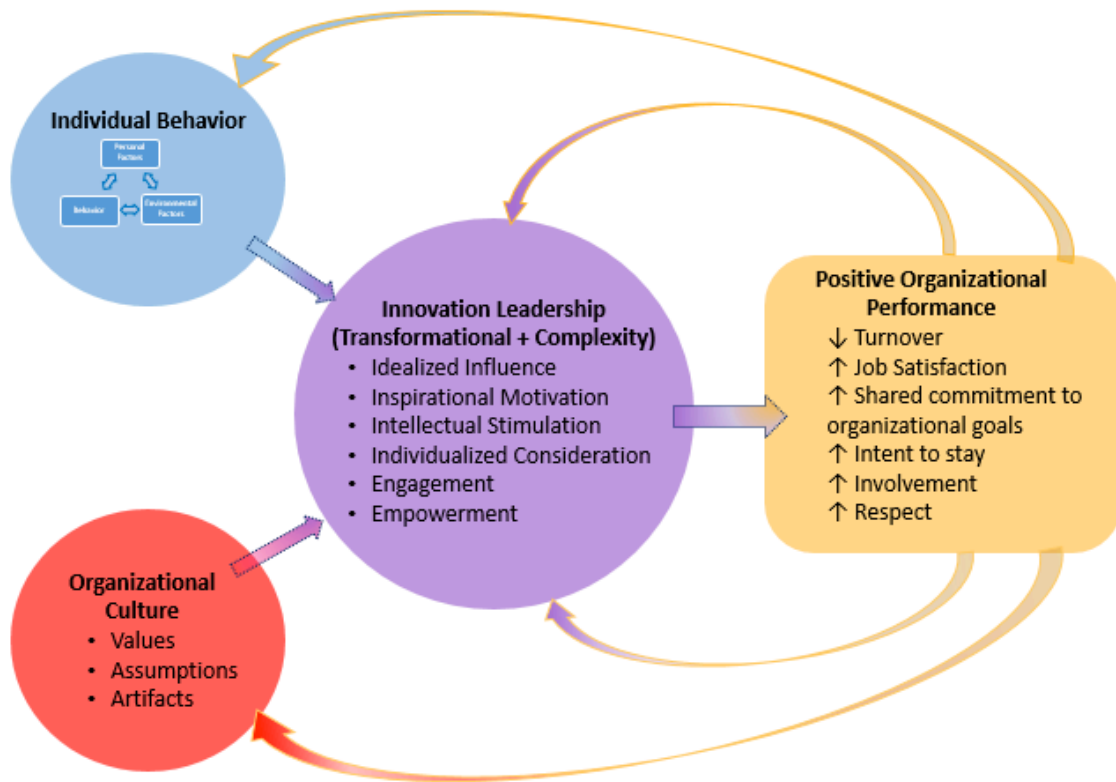 Individual Behavior
Personal
Factors
Behavior
Environmental
Factors
Innovation Leadership
(Transformational + Complexity)
• Idealized Influence
• Inspirational Motivation
• Intellectual Stimulation
• Individualized Consideration
• Engagement
• Empowerment
Positive Organizational
Performance
↓ Turnover
↑ Job Satisfaction
↑ Shared commitment to
organizational goals
↑ Intent to stay
↑ Involvement
↑ Respect
Organizational
Culture
• Values
• Assumptions
• Artifacts